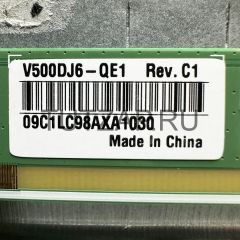 V500DJ6-QE1 Rev.C1
09C1LC98AXA1030
Made In China